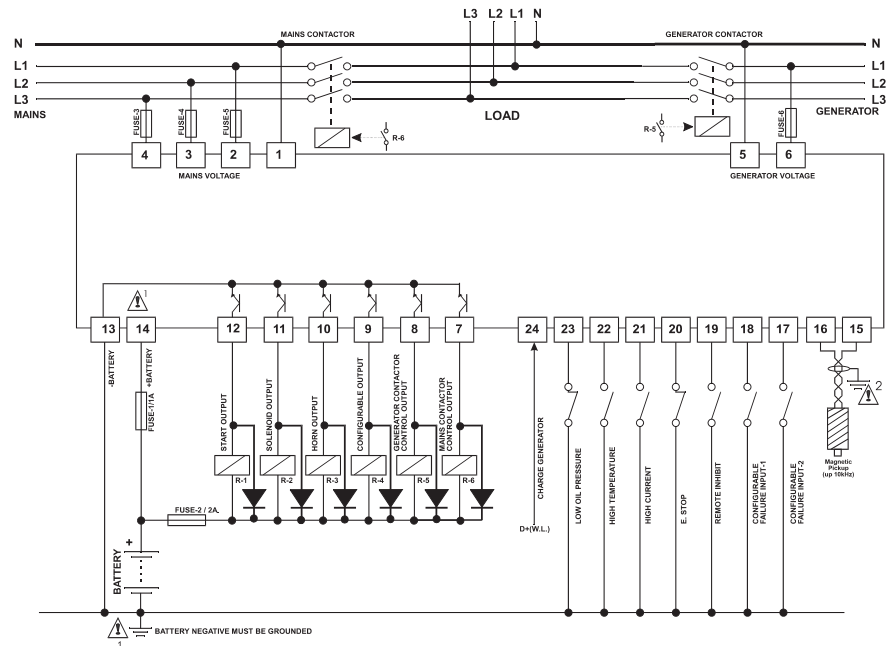 L3 L2 L1 N
N MAINS CONTACTOR GENERATOR CONTACTOR N
L1 L1
L2 L2
L3 L3
MAINS LOAD GENERATOR
FUSE-3 FUSE-4 FUSE-5 R-6 R-5 FUSE-6
4 3 2 1 5 6
MAINS VOLTAGE GENERATOR VOLTAGE
1
13 14 12 11 10 9 8 7 24 23 22 21 20 19 18 17 16 15
-BATTERY
+BATTERY
FUSE-1/1A
START OUTPUT
SOLENOID OUTPUT
HORN OUTPUT
CONFIGURABLE OUTPUT
GENERATOR CONTACTOR
CONTROL OUTPUT
MAINS CONTACTOR
CONTROL OUTPUT
CHARGE GENERATOR
LOW OIL PRESSURE
HIGH TEMPERATURE
HIGH CURRENT
E. STOP
REMOTE INHIBIT
CONFIGURABLE
FAILURE INPUT-1
CONFIGURABLE
FAILURE INPUT-2
2
Magnetic
Pickup
(up 10kHz)
R-1 R-2 R-3 R-4 R-5 R-6
FUSE-2 / 2A.
D+(W.L.)
+
BATTERY
1
BATTERY NEGATIVE MUST BE GROUNDED